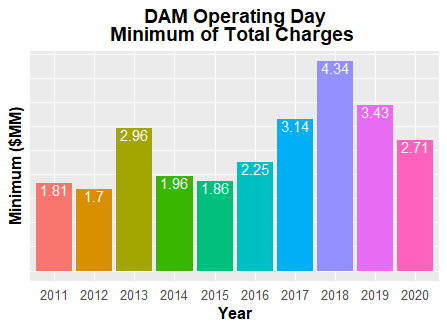 DAM Operating Day
Minimum of Total Charges
Minimum ($MM)
1.81
1.7
2.96
1.96
1.86
2.25
3.14
4.34
3.43
2.71
2011 2012 2013 2014 2015 2016 2017 2018 2019 2020
Year